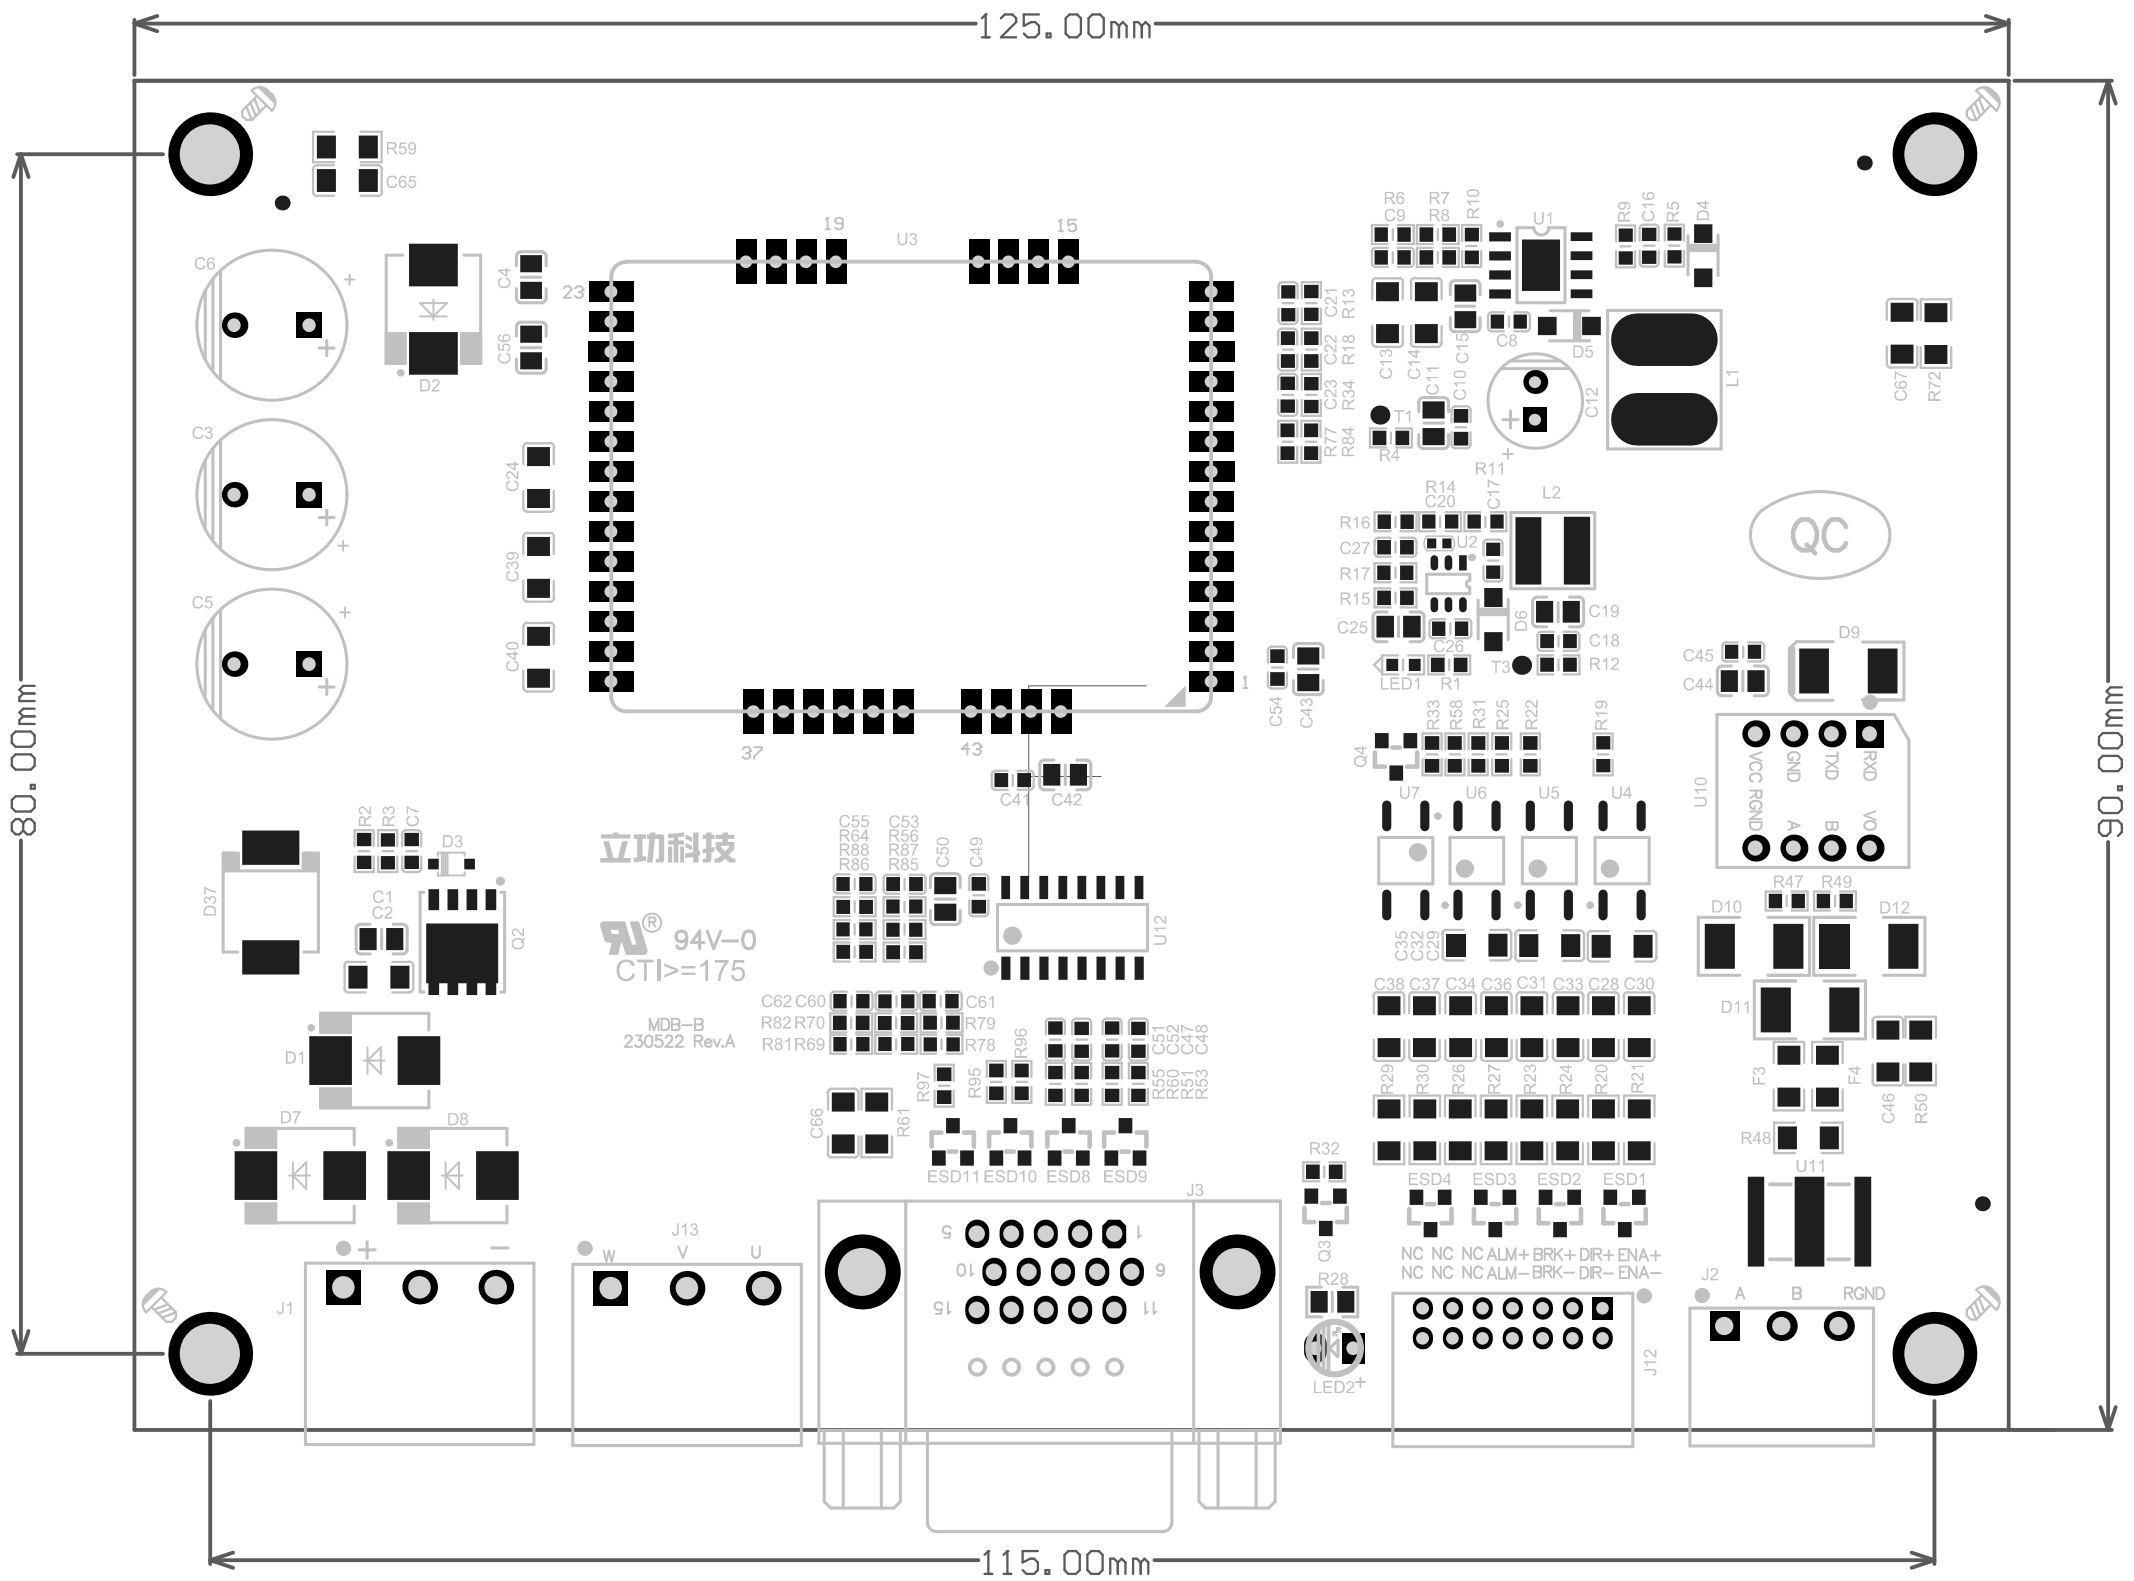 125.00mm
R59
C65
19
15
U3
R6
R7
R10
C9
R8
U1
R9
C16
R5
D4
C6
+
C4
23
C21
R13
C56
D2
+
C22
R18
C13
C14
C15
C8
D5
C67
R72
C23
R34
C11
C10
C12
L1
T1
R77
R84
R4
+
+
R11
C3
C24
R14
C20
C17
L2
R16
QC
+
+
C27
U2
C39
R17
C5
+
R15
D6
C19
C25
C26
C18
D9
C40
C45
T3
R12
C44
+
1
LED1
R1
C54
C43
80.00mm
90.00mm
37
43
R33
R58
R31
R25
R22
R19
Q4
VCC
GND
TXD
RXD
U10
C41
C42
U7
U6
U5
U4
RGND
A
B
VO
R2
R3
C7
D3
立功科技
C55
C53
R64
R56
R88
R87
R86
R85
C50
C49
D37
C1
C2
Q2
R47
R49
D10
D12
® 94V-0
CTI>=175
U12
C35
C32
C29
C38
C37
C34
C36
C31
C33
C28
C30
D11
C62
C60
C61
R82
R70
R79
R81
R69
R78
MDB-B
230522 Rev.A
D1
R96
C51
C52
C47
C48
R97
R95
R55
R60
R51
R53
R29
R30
R26
R27
R23
R24
R20
R21
F3
F4
C46
R50
D7
D8
C66
R61
R48
ESD11
ESD10
ESD8
ESD9
R32
U11
ESD4
ESD3
ESD2
ESD1
J3
J13
+
−
W
V
U
5
1
Q3
NC NC NC ALM+ BRK+ DIR+ ENA+
NC NC NC ALM- BRK- DIR- ENA-
10
6
R28
J2
A
B
RGND
J1
15
11
J12
LED2
+
115.00mm